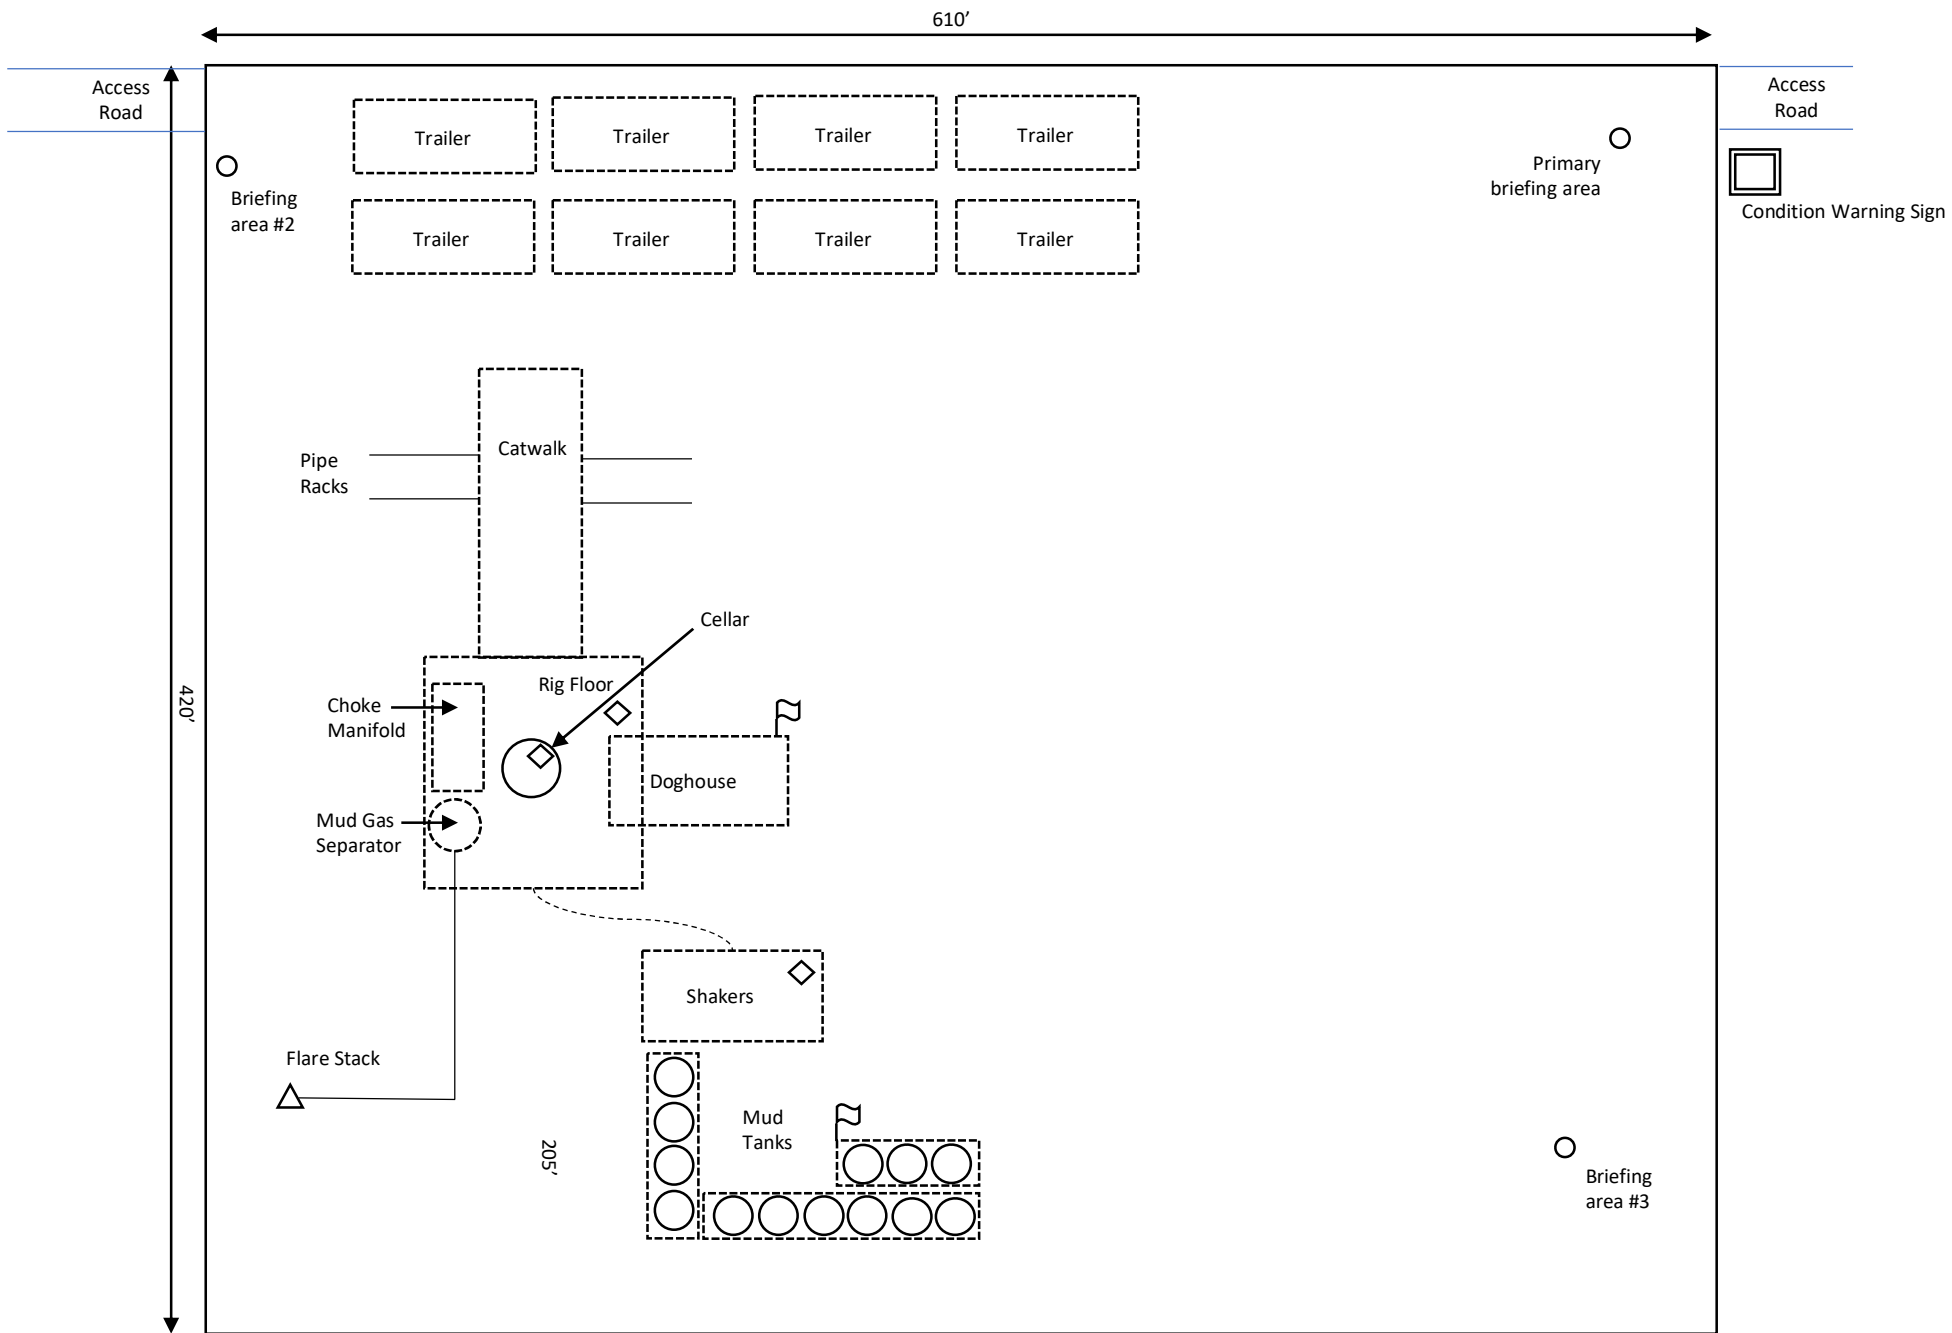 610’
Access
Road
Access
Road
Trailer
Trailer
Trailer
Trailer
Primary
briefing area
Briefing
area #2
Condition Warning Sign
Trailer
Trailer
Trailer
Trailer
Catwalk
Pipe
Racks
Cellar
Rig Floor
420’
Choke
Manifold
Doghouse
Mud Gas
Separator
Shakers
Flare Stack
Mud
Tanks
205’
Briefing
area #3